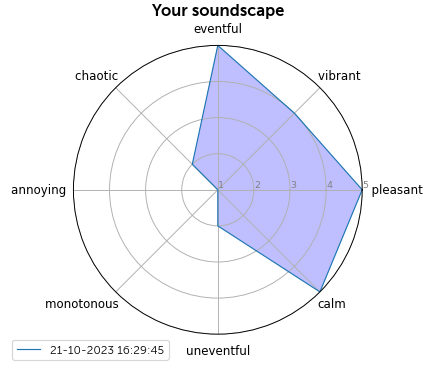 Your soundscape
eventful
chaotic
vibrant
annoying
1 2 3 4 5
pleasant
monotonous
calm
uneventful
21-10-2023 16:29:45